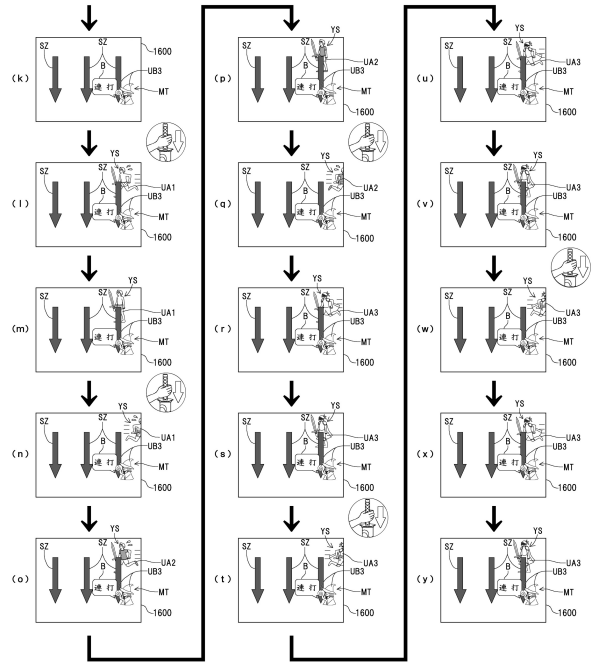 (k)
SZ
SZ
1600
B
UB3
連打
MT
(l)
YS
SZ
SZ
UA1
B
UB3
連打
MT
1600
(m)
YS
SZ
SZ
UA1
B
UB3
連打
MT
1600
(n)
YS
SZ
SZ
UA1
B
UB3
連打
MT
1600
(o)
YS
SZ
SZ
UA2
B
UB3
連打
MT
1600
(p)
YS
SZ
SZ
UA2
B
UB3
連打
MT
1600
(q)
YS
SZ
SZ
UA2
B
UB3
連打
MT
1600
(r)
YS
SZ
SZ
UA3
B
UB3
連打
MT
1600
(s)
YS
SZ
SZ
UA3
B
UB3
連打
MT
1600
(t)
YS
SZ
SZ
UA3
B
UB3
連打
MT
1600
(u)
YS
SZ
SZ
UA3
B
UB3
連打
MT
1600
(v)
YS
SZ
SZ
UA3
B
UB3
連打
MT
1600
(w)
YS
SZ
SZ
UA3
B
UB3
連打
MT
1600
(x)
YS
SZ
SZ
UA3
B
UB3
連打
MT
1600
(y)
YS
SZ
SZ
UA3
B
UB3
連打
MT
1600